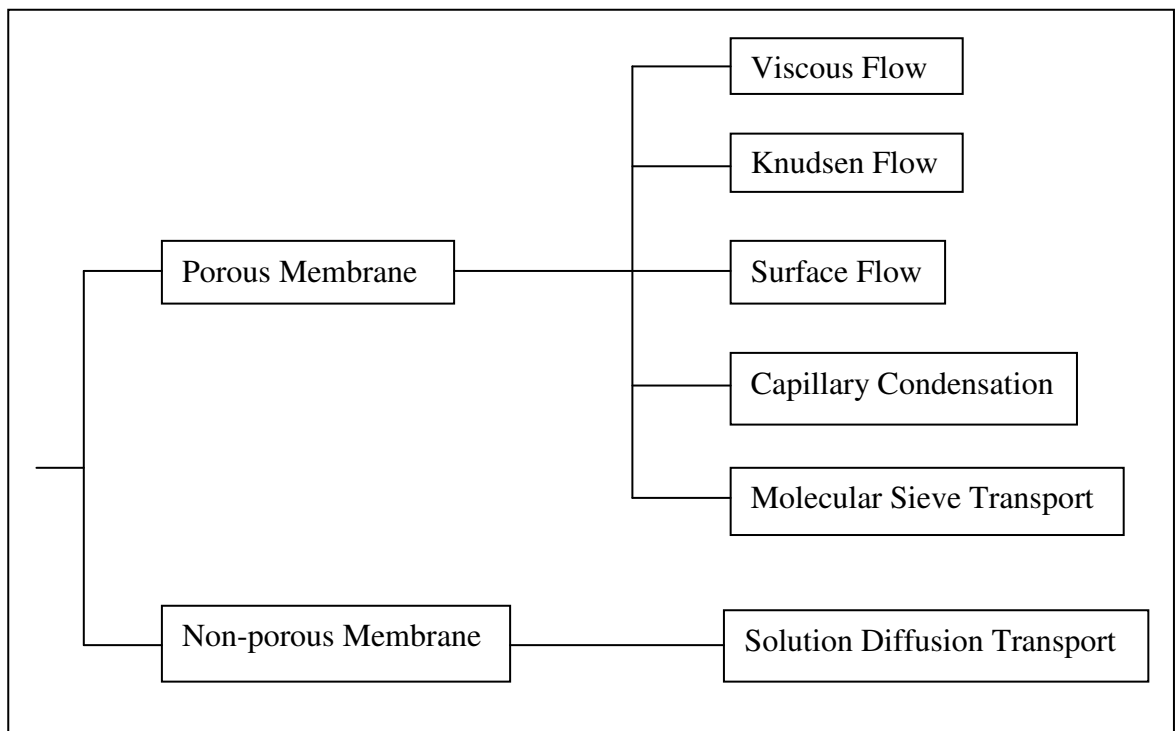 Viscous Flow
Knudsen Flow
Porous Membrane
Surface Flow
Capillary Condensation
Molecular Sieve Transport
Non-porous Membrane
Solution Diffusion Transport